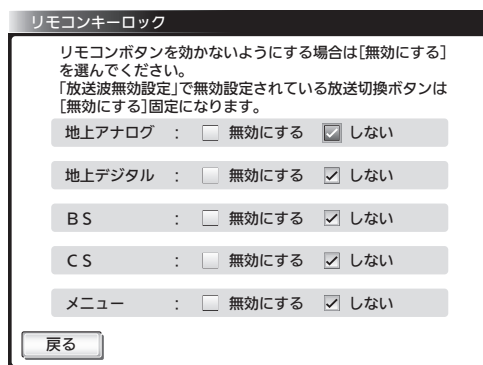 リモコンキーロック
リモコンボタンを効かないようにする場合は[無効にする]
を選んでください。
「放送波無効設定」で無効設定されている放送切換ボタンは
[無効にする]固定になります。
地上アナログ : 無効にする しない
地上デジタル : 無効にする しない
BS : 無効にする しない
CS : 無効にする しない
メニュー : 無効にする しない
戻る